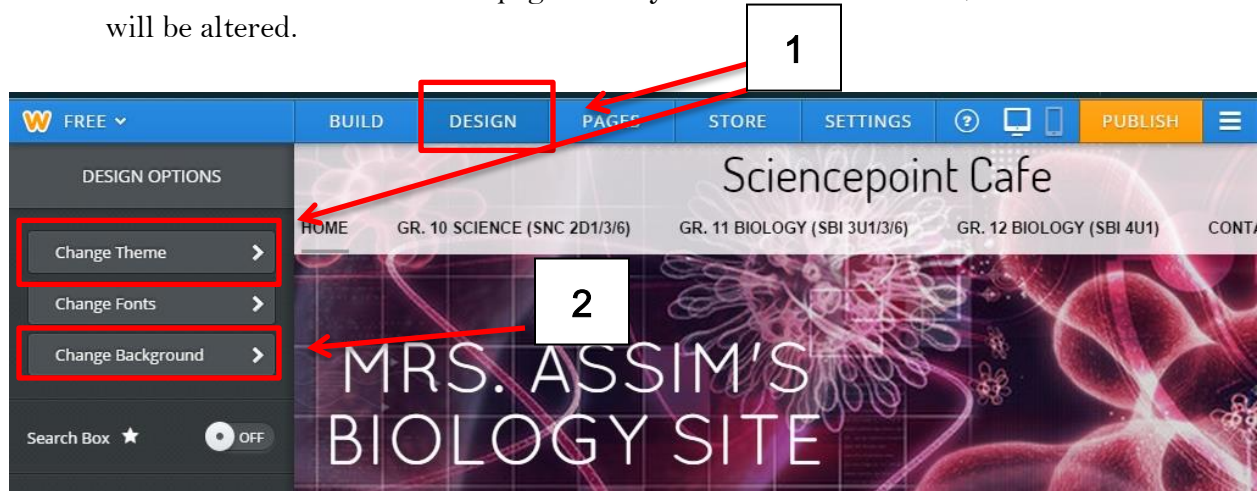 will be altered.
1
W FREE BUILD DESIGN PAGES STORE SETTINGS ? PUBLISH
DESIGN OPTIONS
Sciencepoint Cafe
HOME GR. 10 SCIENCE (SNC 2D1/3/6) GR. 11 BIOLOGY (SBI 3U1/3/6) GR. 12 BIOLOGY (SBI 4U1) CONTA
Change Theme
2
Change Fonts
Change Background
MRS. ASSIM'S
BIOLOGY SITE
Search Box OFF